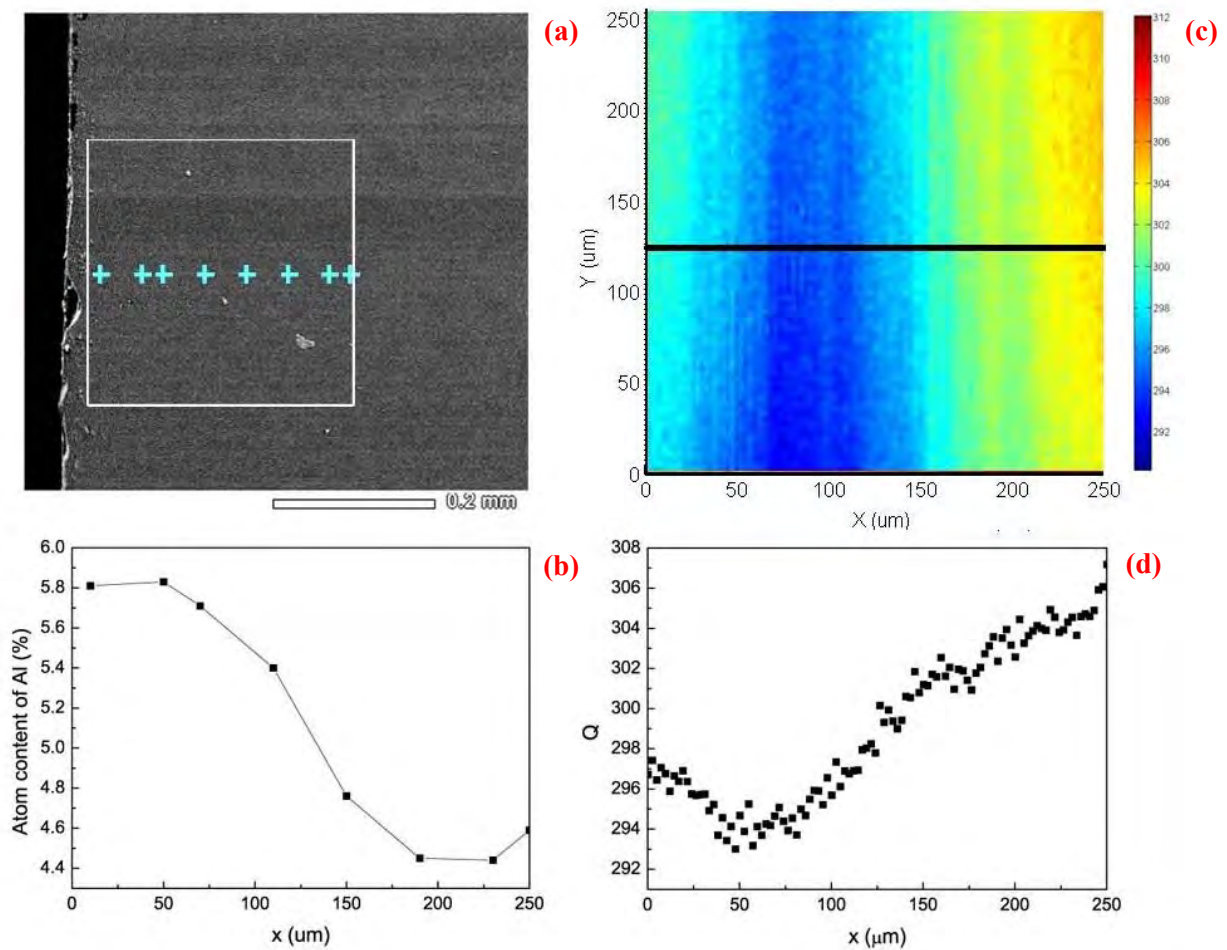 (a)
0.2 mm
(c)
250
200
150
100
50
0
Y (um)
0 50 100 150 200 250
X (um)
312
310
308
306
304
302
300
298
296
294
292
(b)
6.0
5.8
5.6
5.4
5.2
5.0
4.8
4.6
4.4
Atom content of Al (%)
0 50 100 150 200 250
x (um)
(d)
308
306
304
302
300
298
296
294
292
Q
0 50 100 150 200 250
x (μm)